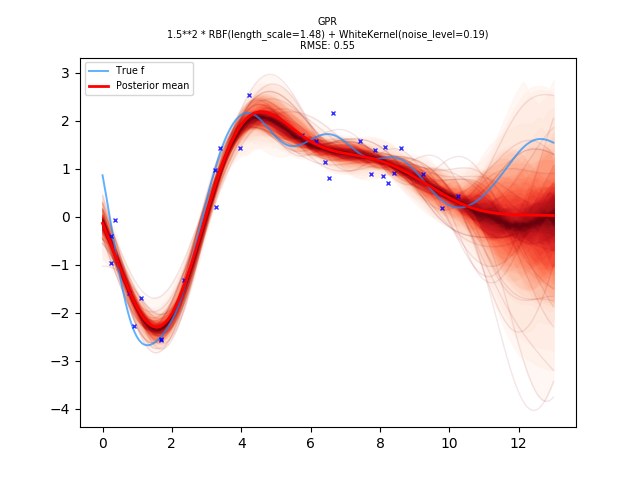 GPR
1.5**2 * RBF(length_scale=1.48) + WhiteKernel(noise_level=0.19)
RMSE: 0.55
True f
Posterior mean
3
2
1
0
−1
−2
−3
−4
0 2 4 6 8 10 12